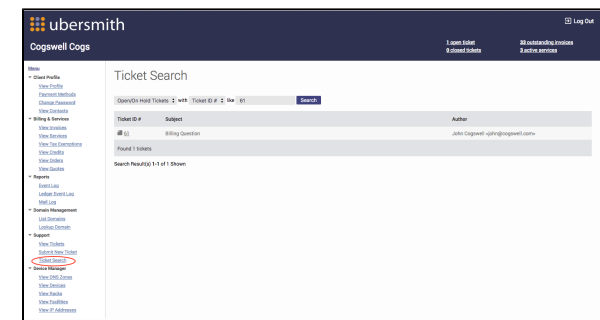 ubersmith
Log Out
Cogswell Cogs
1 open ticket
0 closed tickets
33 outstanding invoices
3 active services
Menu
Client Profile
View Profile
Payment Methods
Change Password
View Contacts
Billing & Services
View Invoices
View Services
View Tax Exemptions
View Credits
View Orders
View Quotes
Reports
Event Log
Ledger Event Log
Mail Log
Domain Management
List Domains
Lookup Domain
Support
View Tickets
Submit New Ticket
Ticket Search
Device Manager
View DNS Zones
View Devices
View Racks
View Facilities
View IP Addresses
Ticket Search
Open/On Hold Tickets with Ticket ID # like 61 Search
Ticket ID # Subject Author
61 Billing Question John Cogswell <john@cogswell.com>
Found 1 tickets
Search Result(s) 1-1 of 1 Shown